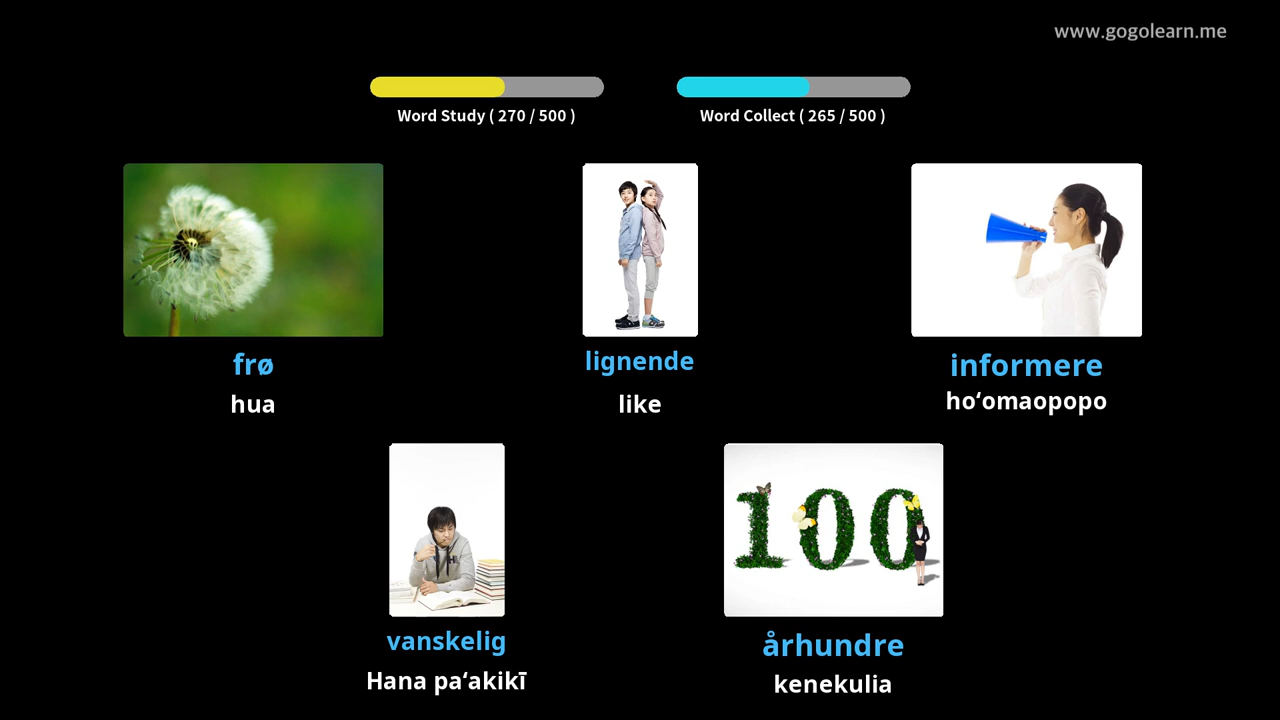 www.gogolearn.me
Word Study ( 270 / 500 )
Word Collect ( 265 / 500 )
frø
hua
lignende
like
informere
hoʻomaopopo
vanskelig
Hana paʻakikī
århundre
kenekulia